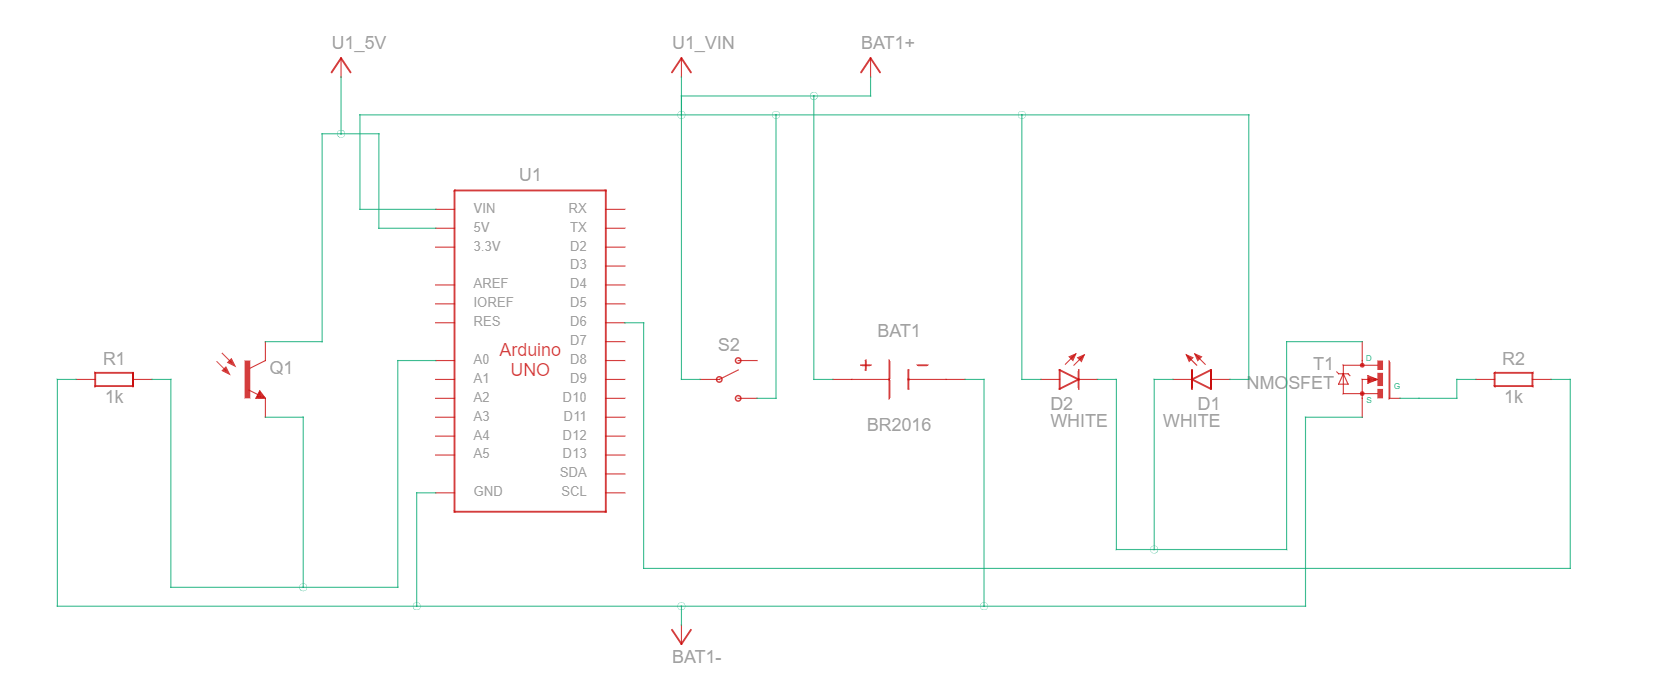 U1_5V
U1_VIN
BAT1+
U1
VIN
RX
5V
TX
3.3V
D2
D3
AREF
D4
IOREF
D5
RES
D6
D7
Arduino
UNO
A0
D8
A1
D9
A2
D10
A3
D11
A4
D12
A5
D13
SDA
GND
SCL
R1
1k
Q1
S2
BAT1
+
−
BR2016
D2
WHITE
D1
WHITE
T1
NMOSFET
D
G
S
R2
1k
BAT1-